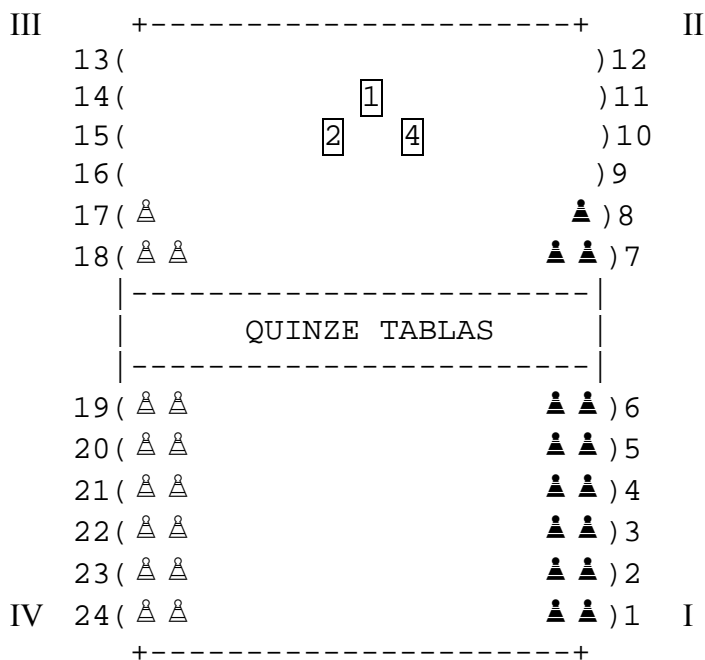 III +-----------------------+ II
13( )12
14( 1 )11
15( 2 4 )10
16( )9
17( ♙ ♟ )8
18( ♙ ♙ ♟ ♟ )7
|------------------------|
| QUINZE TABLAS |
|------------------------|
19( ♙ ♙ ♟ ♟ )6
20( ♙ ♙ ♟ ♟ )5
21( ♙ ♙ ♟ ♟ )4
22( ♙ ♙ ♟ ♟ )3
23( ♙ ♙ ♟ ♟ )2
IV 24( ♙ ♙ ♟ ♟ )1 I
+-----------------------+